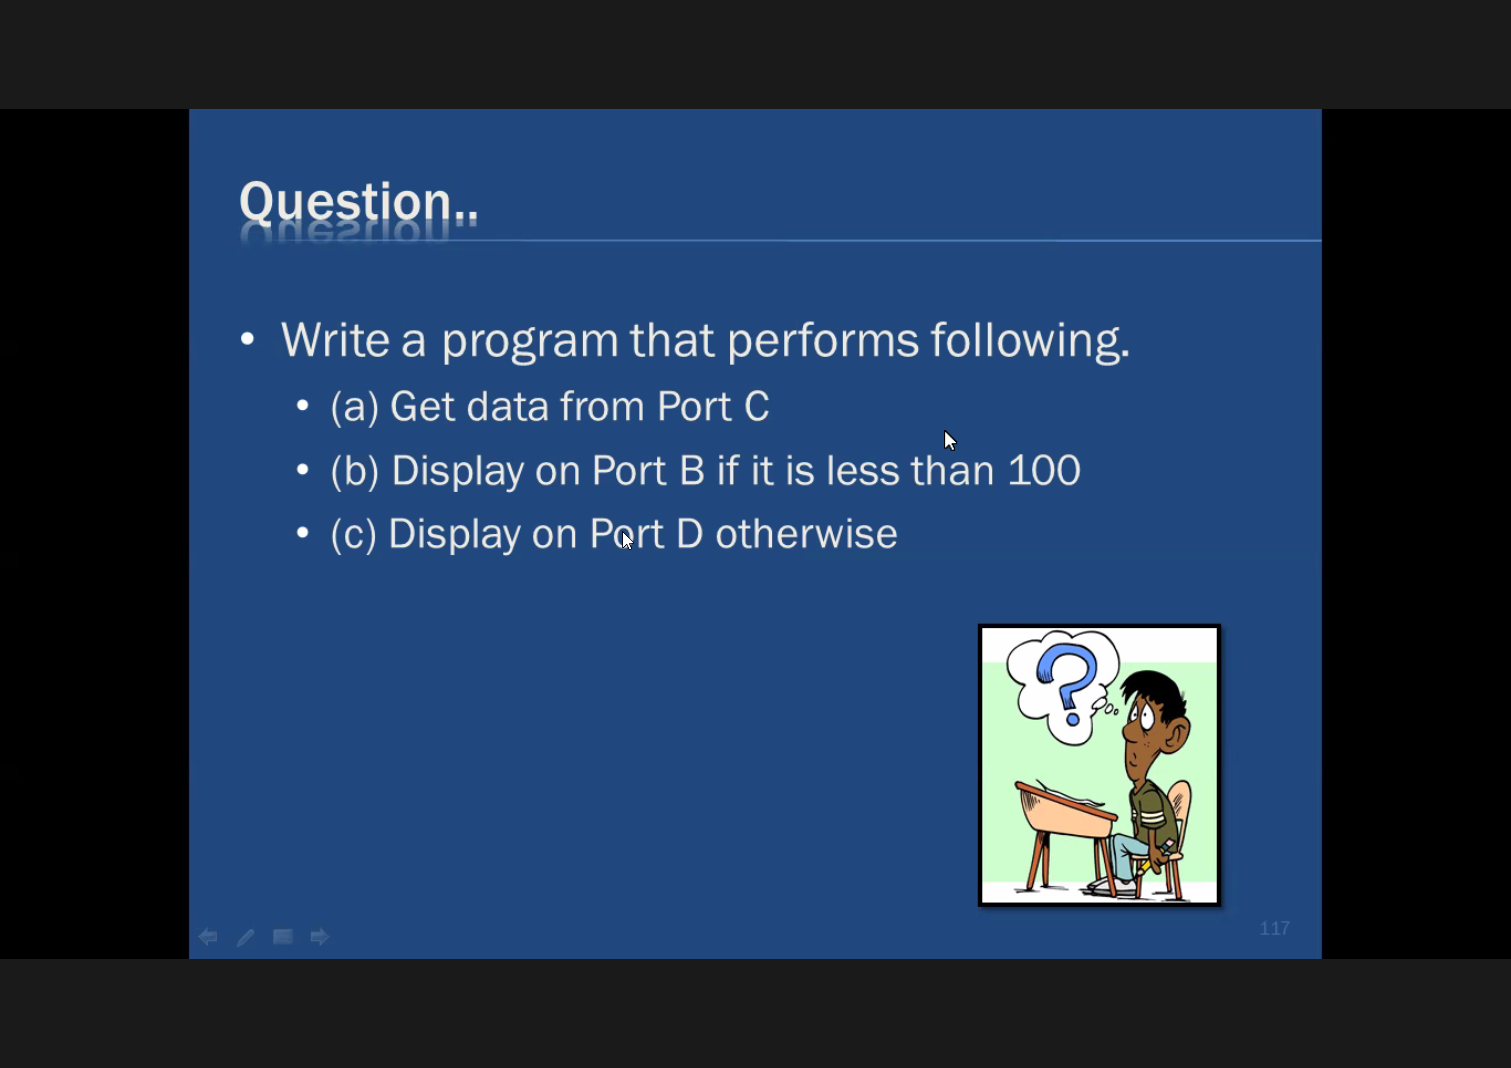 Question..
• Write a program that performs following.
• (a) Get data from Port C
• (b) Display on Port B if it is less than 100
• (c) Display on Port D otherwise
?
117